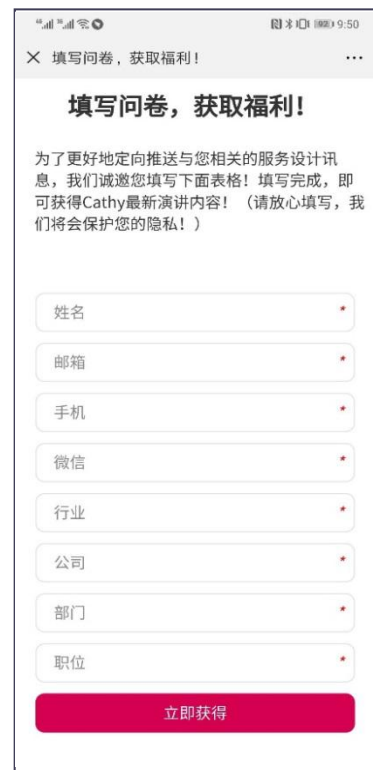 9:50
填写问卷，获取福利！
填写问卷，获取福利！
为了更好地定向推送与您相关的服务设计讯
息，我们诚邀您填写下面表格！填写完成，即
可获得Cathy最新演讲内容！（请放心填写，我
们将会保护您的隐私！）
姓名 *
邮箱 *
手机 *
微信 *
行业 *
公司 *
部门 *
职位 *
立即获得